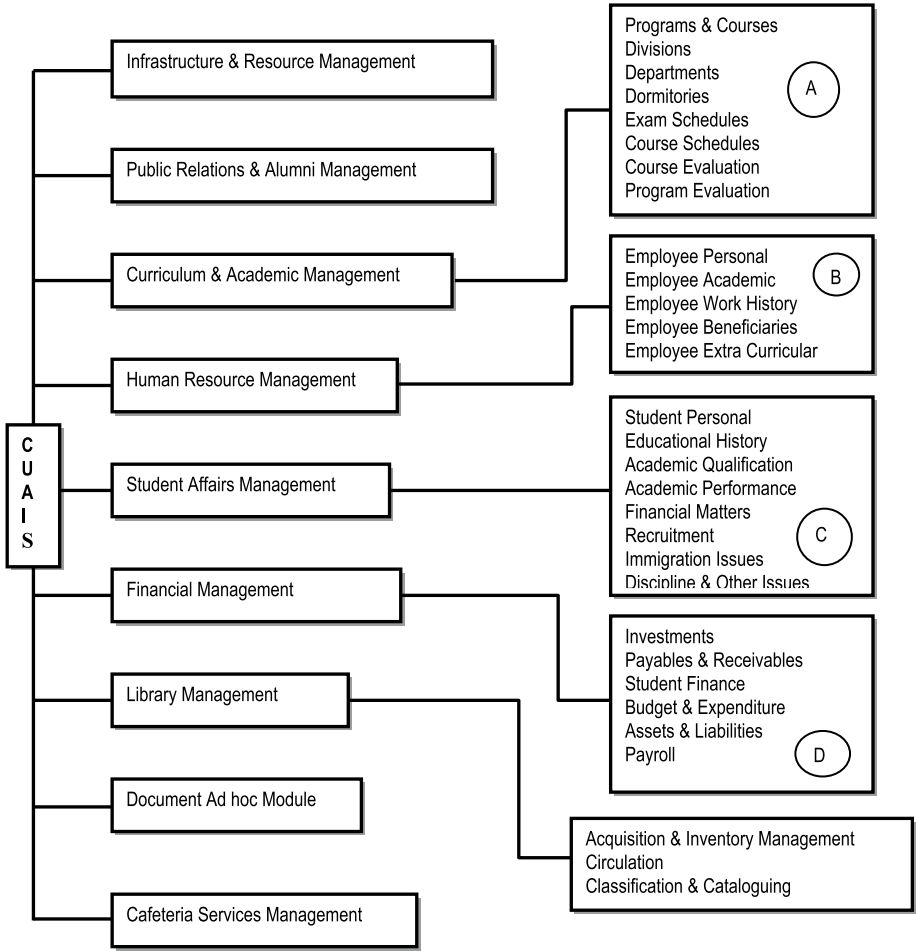 Infrastructure & Resource Management
Public Relations & Alumni Management
Curriculum & Academic Management
Human Resource Management
C
U
A
I
S
Student Affairs Management
Financial Management
Library Management
Document Ad hoc Module
Cafeteria Services Management
Programs & Courses
Divisions
Departments
Dormitories
Exam Schedules
Course Schedules
Course Evaluation
Program Evaluation
A
Employee Personal
Employee Academic
Employee Work History
Employee Beneficiaries
Employee Extra Curricular
B
Student Personal
Educational History
Academic Qualification
Academic Performance
Financial Matters
Recruitment
Immigration Issues
Discipline & Other Issues
C
Investments
Payables & Receivables
Student Finance
Budget & Expenditure
Assets & Liabilities
Payroll
D
Acquisition & Inventory Management
Circulation
Classification & Cataloguing